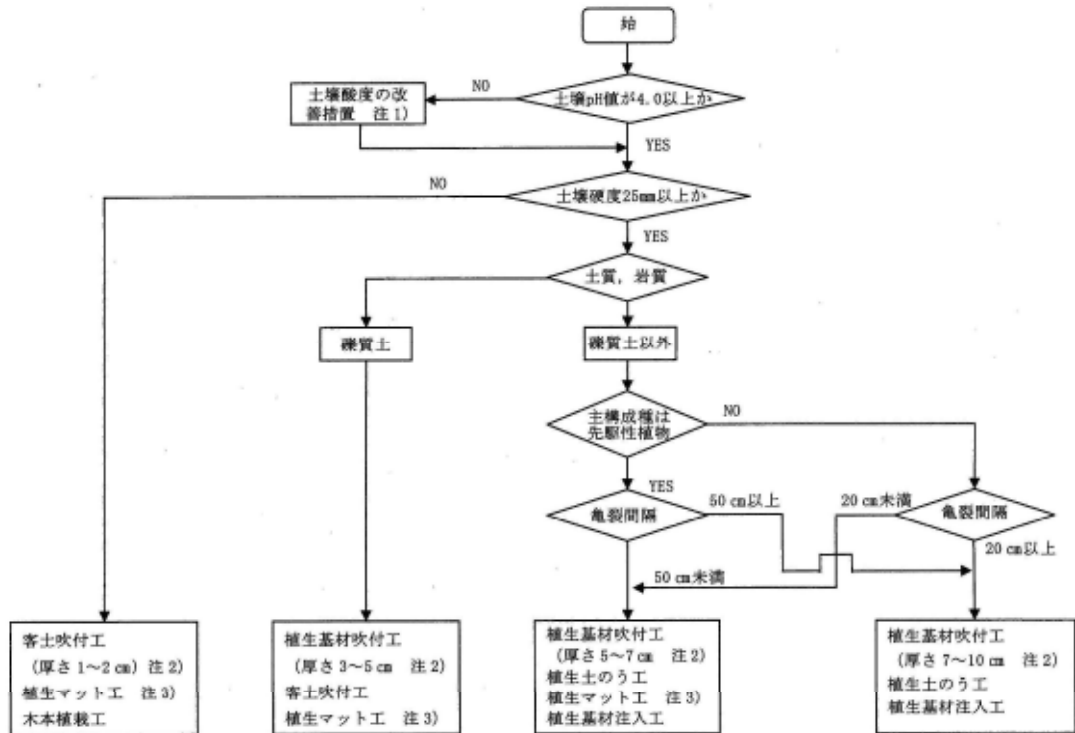 始
土壌pH値が4.0以上か
NO
土壌酸度の改
善措置 注1)
YES
土壌硬度25mm以上か
NO
YES
土質，岩質
礫質土
礫質土以外
主構成種は
先駆性植物
NO
YES
亀裂間隔
50cm以上
20cm未満
亀裂間隔
20cm以上
50cm未満
客土吹付工
(厚さ1～2cm) 注2)
植生マット工 注3)
木本植栽工
植生基材吹付工
(厚さ3～5cm 注2)
客土吹付工
植生マット工 注3)
植生基材吹付工
(厚さ5～7cm 注2)
植生土のう工
植生マット工 注3)
植生基材注入工
植生基材吹付工
(厚さ7～10cm 注2)
植生土のう工
植生基材注入工